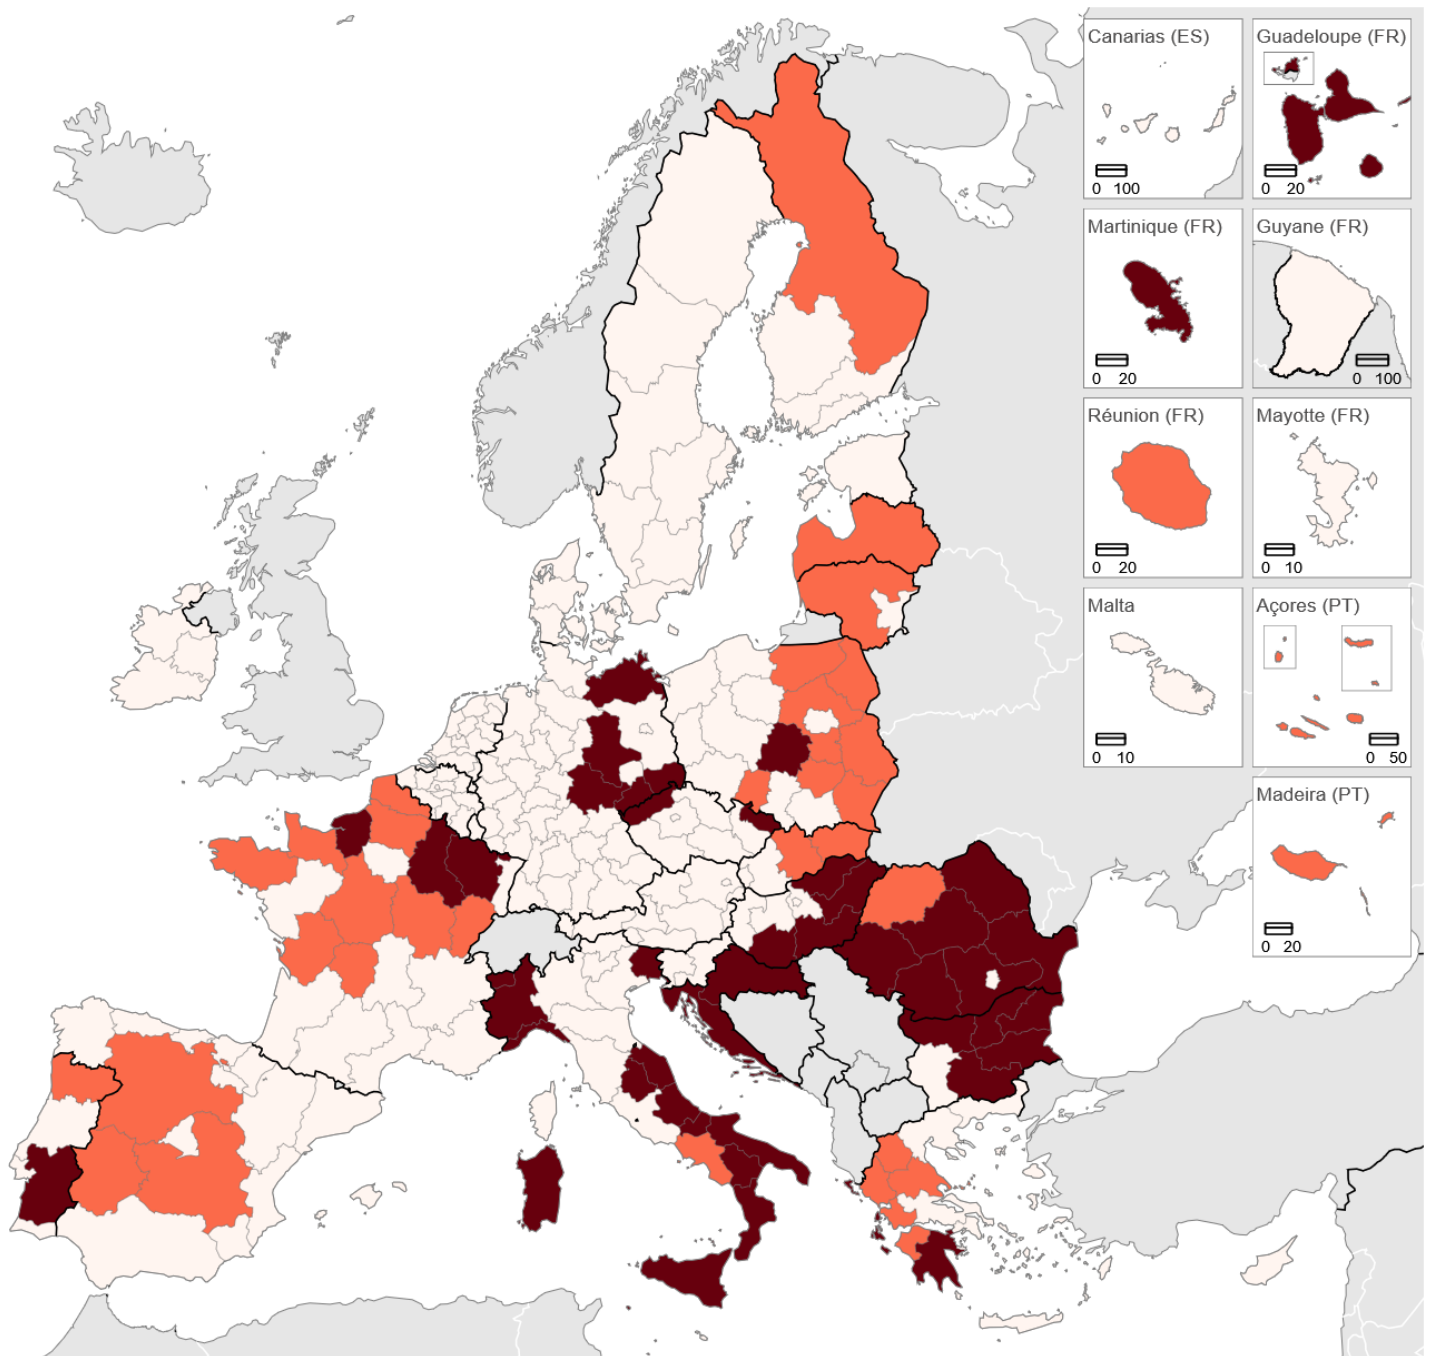 Canarias (ES)
0 100
Guadeloupe (FR)
0 20
Martinique (FR)
0 20
Guyane (FR)
0 100
Réunion (FR)
0 20
Mayotte (FR)
0 10
Malta
0 10
Açores (PT)
0 50
Madeira (PT)
0 20